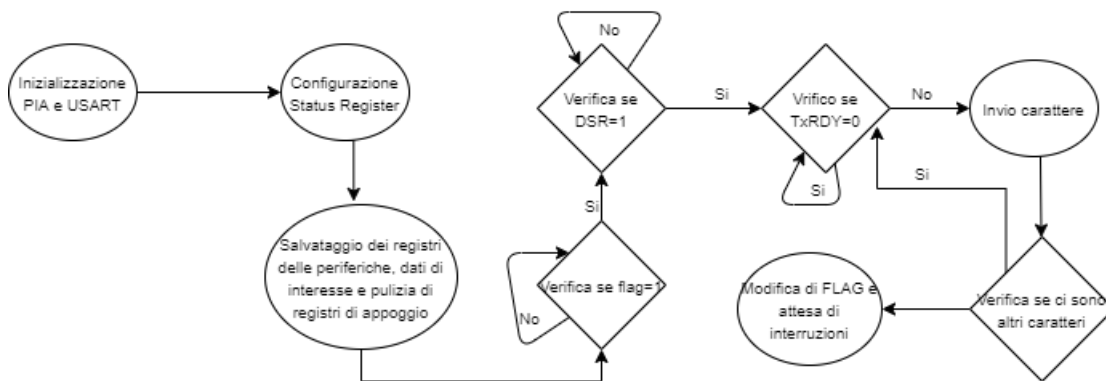 Inizializzazione
PIA e USART
Configurazione
Status Register
Salvataggio dei registri
delle periferiche, dati di
interesse e pulizia di
registri di appoggio
Verifica se flag=1
No
Si
Verifica se
DSR=1
No
Si
Vrifico se
TxRDY=0
Si
No
Invio carattere
Verifica se ci sono
altri caratteri
Si
Modifica di FLAG e
attesa di
interruzioni